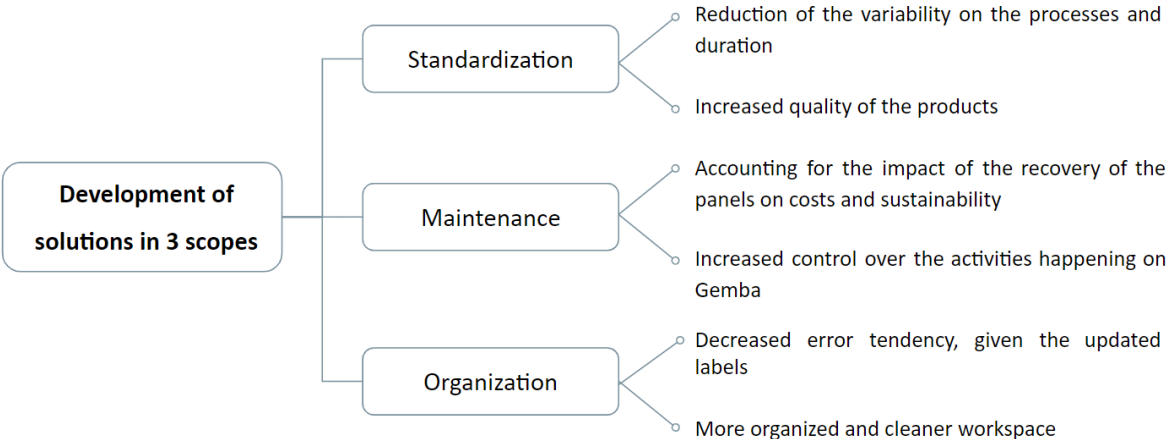 Development of
solutions in 3 scopes
Standardization
Reduction of the variability on the processes and
duration
Increased quality of the products
Maintenance
Accounting for the impact of the recovery of the
panels on costs and sustainability
Increased control over the activities happening on
Gemba
Organization
Decreased error tendency, given the updated
labels
More organized and cleaner workspace